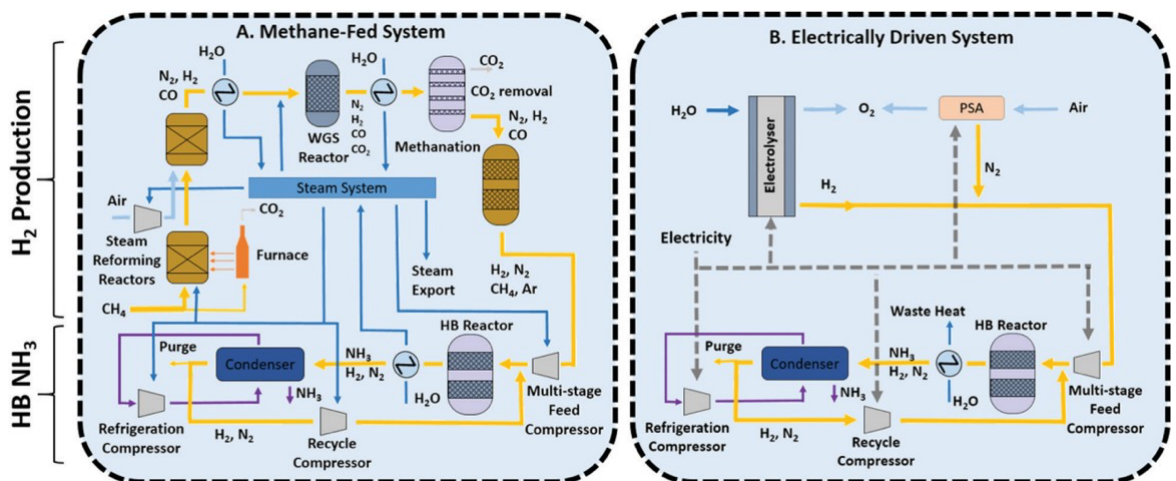 A. Methane-Fed System
H₂O
N₂, H₂
CO
H₂O
CO₂
CO₂ removal
N₂
H₂
CO
CO₂
N₂, H₂
CO
WGS
Reactor
Methanation
Steam System
Air
CO₂
Steam
Reforming
Reactors
Furnace
Steam
Export
H₂, N₂
CH₄, Ar
CH₄
H₂ Production
HB NH₃
Purge
Condenser
NH₃
H₂, N₂
HB Reactor
NH₃
H₂O
Multi-stage
Feed
Compressor
Refrigeration
Compressor
H₂, N₂
Recycle
Compressor
B. Electrically Driven System
H₂O
Electrolyser
O₂
PSA
Air
N₂
H₂
Electricity
Waste Heat
HB Reactor
Purge
Condenser
NH₃
H₂, N₂
NH₃
H₂O
Multi-stage
Feed
Compressor
Refrigeration
Compressor
H₂, N₂
Recycle
Compressor